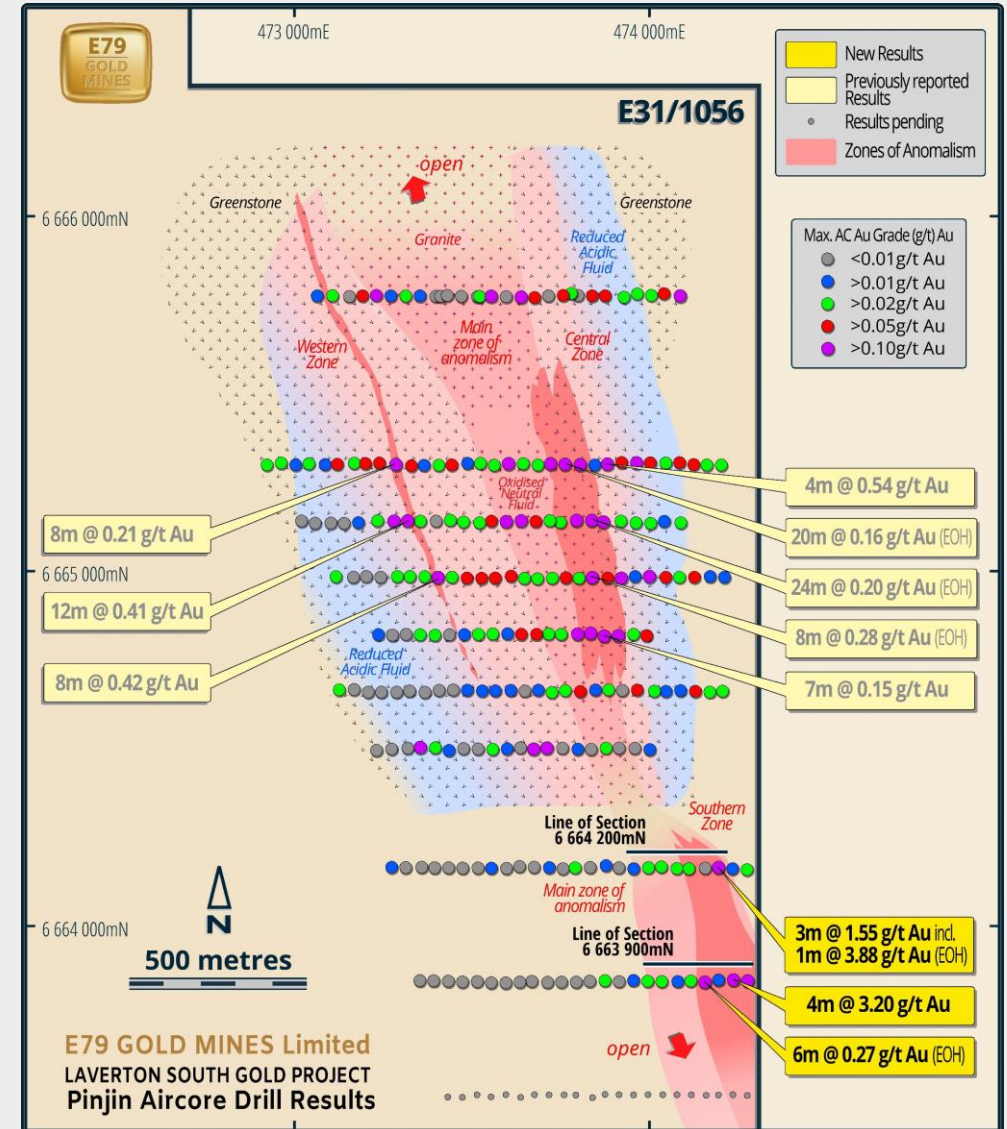 E79
GOLD
MINES
473 000mE
474 000mE
E31/1056
New Results
Previously reported
Results
Results pending
Zones of Anomalism
Max. AC Au Grade (g/t) Au
<0.01g/t Au
>0.01g/t Au
>0.02g/t Au
>0.05g/t Au
>0.10g/t Au
open
Greenstone
Greenstone
6 666 000mN
Granite
Reduced
Acidic
Fluid
Western
Zone
Main
zone of
anomalism
Central
Zone
Oxidised
Neutral
Fluid
4m @ 0.54 g/t Au
8m @ 0.21 g/t Au
20m @ 0.16 g/t Au (EOH)
6 665 000mN
24m @ 0.20 g/t Au (EOH)
12m @ 0.41 g/t Au
8m @ 0.28 g/t Au (EOH)
Reduced
Acidic Fluid
8m @ 0.42 g/t Au
7m @ 0.15 g/t Au
Southern
Zone
Line of Section
6 664 200mN
Main zone of
anomalism
6 664 000mN
Line of Section
6 663 900mN
3m @ 1.55 g/t Au incl.
1m @ 3.88 g/t Au (EOH)
4m @ 3.20 g/t Au
6m @ 0.27 g/t Au (EOH)
N
500 metres
open
E79 GOLD MINES Limited
LAVERTON SOUTH GOLD PROJECT
Pinjin Aircore Drill Results